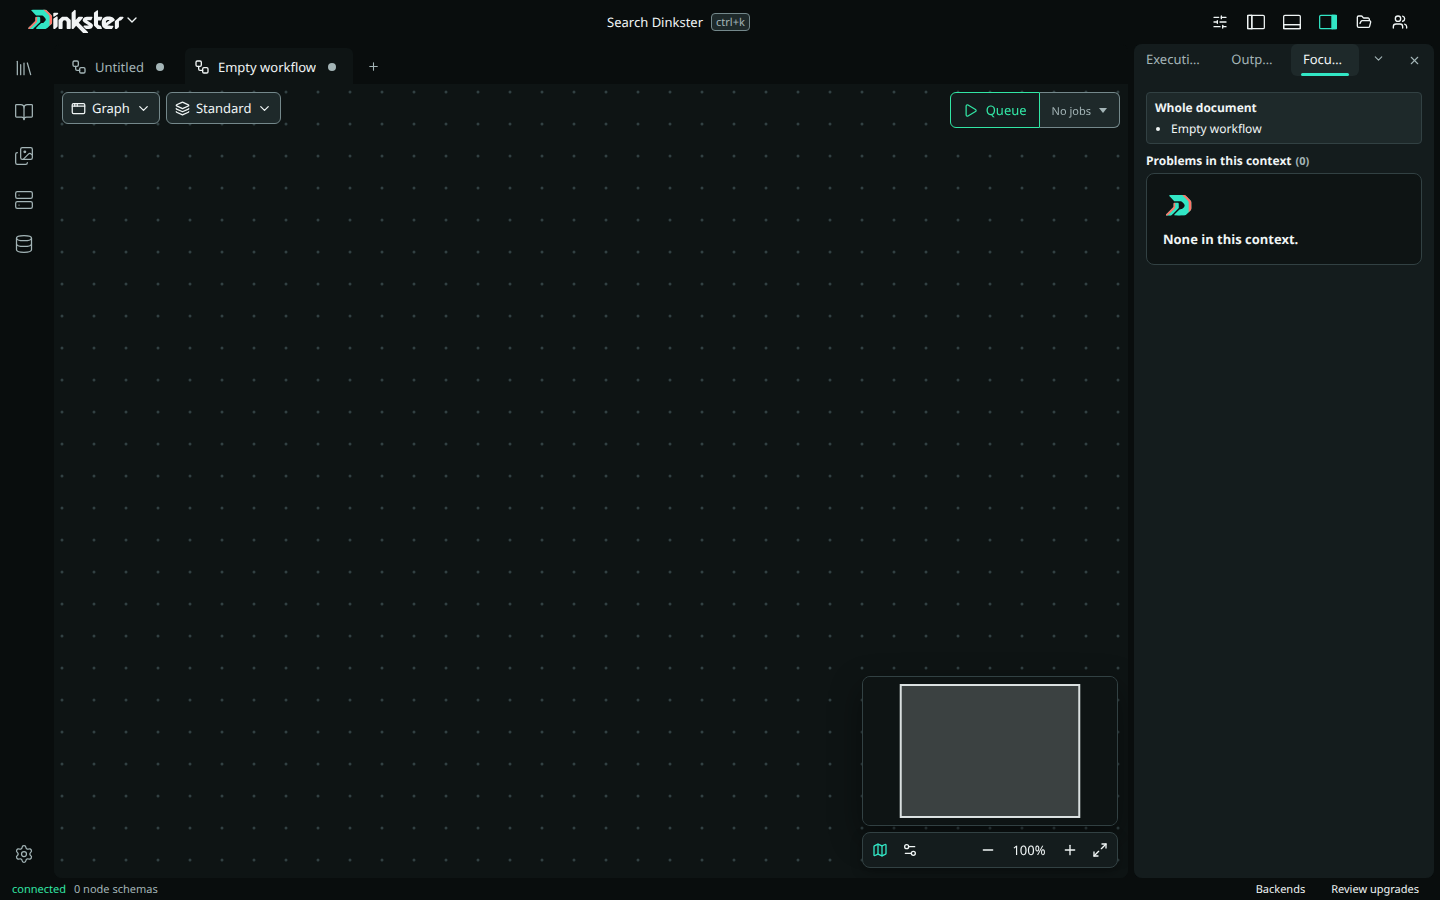 Dinkster
Search Dinkster ctrl+k
Untitled
Empty workflow
Executi...
Outp...
Focu...
Graph
Standard
Queue
No jobs
Whole document
Empty workflow
Problems in this context (0)
None in this context.
100%
connected
0 node schemas
Backends
Review upgrades